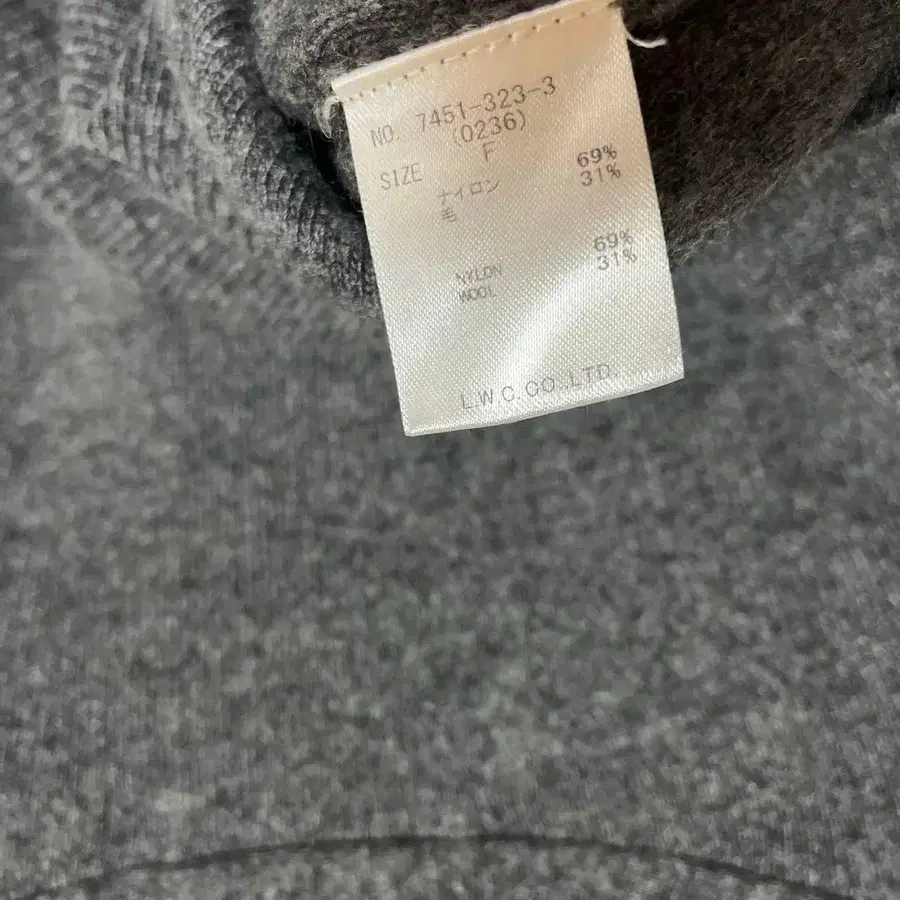 NO. 7451-323-3
(0236)
SIZE F
ナイロン 69%
毛 31%
NYLON 69%
WOOL 31%
L.W.C.CO.,LTD.